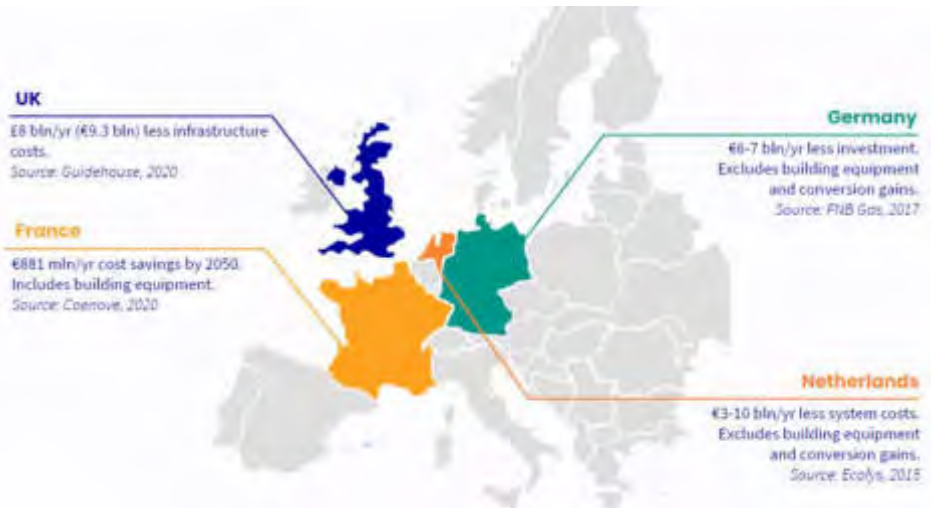 UK
£8 bln/yr (€9.3 bln) less infrastructure
costs.
Source: Guidehouse, 2020
France
€881 mln/yr cost savings by 2050.
Includes building equipment.
Source: Coenove, 2020
Germany
€6-7 bln/yr less investment.
Excludes building equipment
and conversion gains.
Source: FNB Gas, 2017
Netherlands
€3-10 bln/yr less system costs.
Excludes building equipment
and conversion gains.
Source: Ecofys, 2015